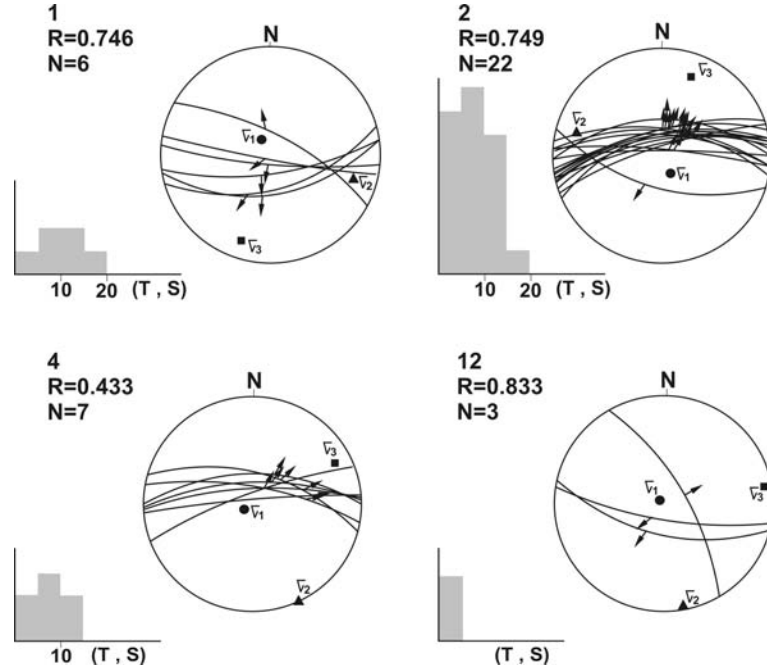 1
R=0.746
N=6
N
σ1
σ2
σ3
10 20 (T , S)
2
R=0.749
N=22
N
σ3
σ2
σ1
10 20 (T , S)
4
R=0.433
N=7
N
σ3
σ1
σ2
10 (T , S)
12
R=0.833
N=3
N
σ1
σ3
σ2
(T , S)